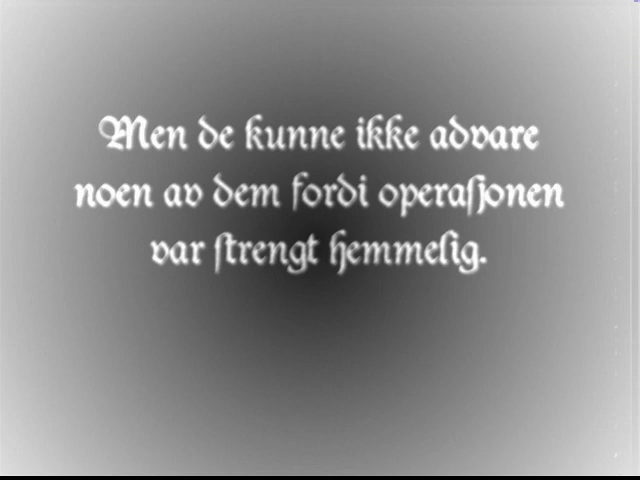 Men de kunne ikke advare
noen av dem fordi operaſjonen
var ſtrengt hemmelig.